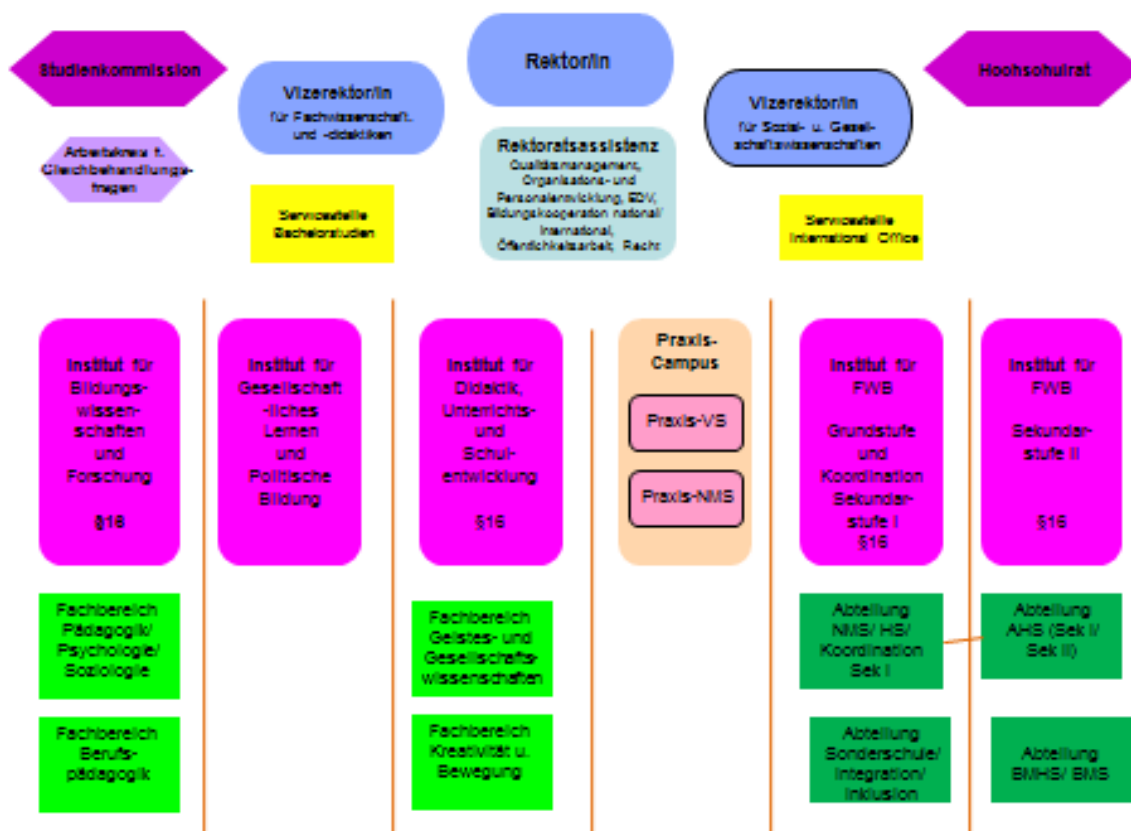 Studienkommission
Arbeitskreis f.
Gleichbehandlungs-
fragen
Vizerektor/in
für Fachwissenschaft.
und -didaktiken
Servicestelle
Bachelorstudien
Rektor/in
Rektoratsassistenz
Qualitätsmanagement,
Organisations- und
Personalentwicklung, EDV,
Bildungskooperation national/
International,
Öffentlichkeitsarbeit, Recht
Vizerektor/in
für Sozial- u. Gesel-
schaftswissenschaften
Servicestelle
International Office
Hochschulrat
Institut für
Bildungs-
wissen-
schaften
und
Forschung
§16
Institut für
Gesellschaft
-liches
Lernen
und
Politische
Bildung
Institut für
Didaktik,
Unterrichts-
und
Schul-
entwicklung
§16
Praxis-
Campus
Praxis-VS
Praxis-NMS
Institut für
FWB
Grundstufe
und
Koordination
Sekundar-
stufe I
§16
Institut für
FWB
Sekundar-
stufe II
§16
Fachbereich
Pädagogik/
Psychologie/
Soziologie
Fachbereich
Berufs-
pädagogik
Fachbereich
Geistes- und
Gesellschafts-
wissenschaften
Fachbereich
Kreativität u.
Bewegung
Abteilung
NMS/ HS/
Koordination
Sek I
Abteilung
Sonderschule/
Integration/
Inklusion
Abteilung
AHS (Sek I/
Sek II)
Abteilung
BMHS/ BMS